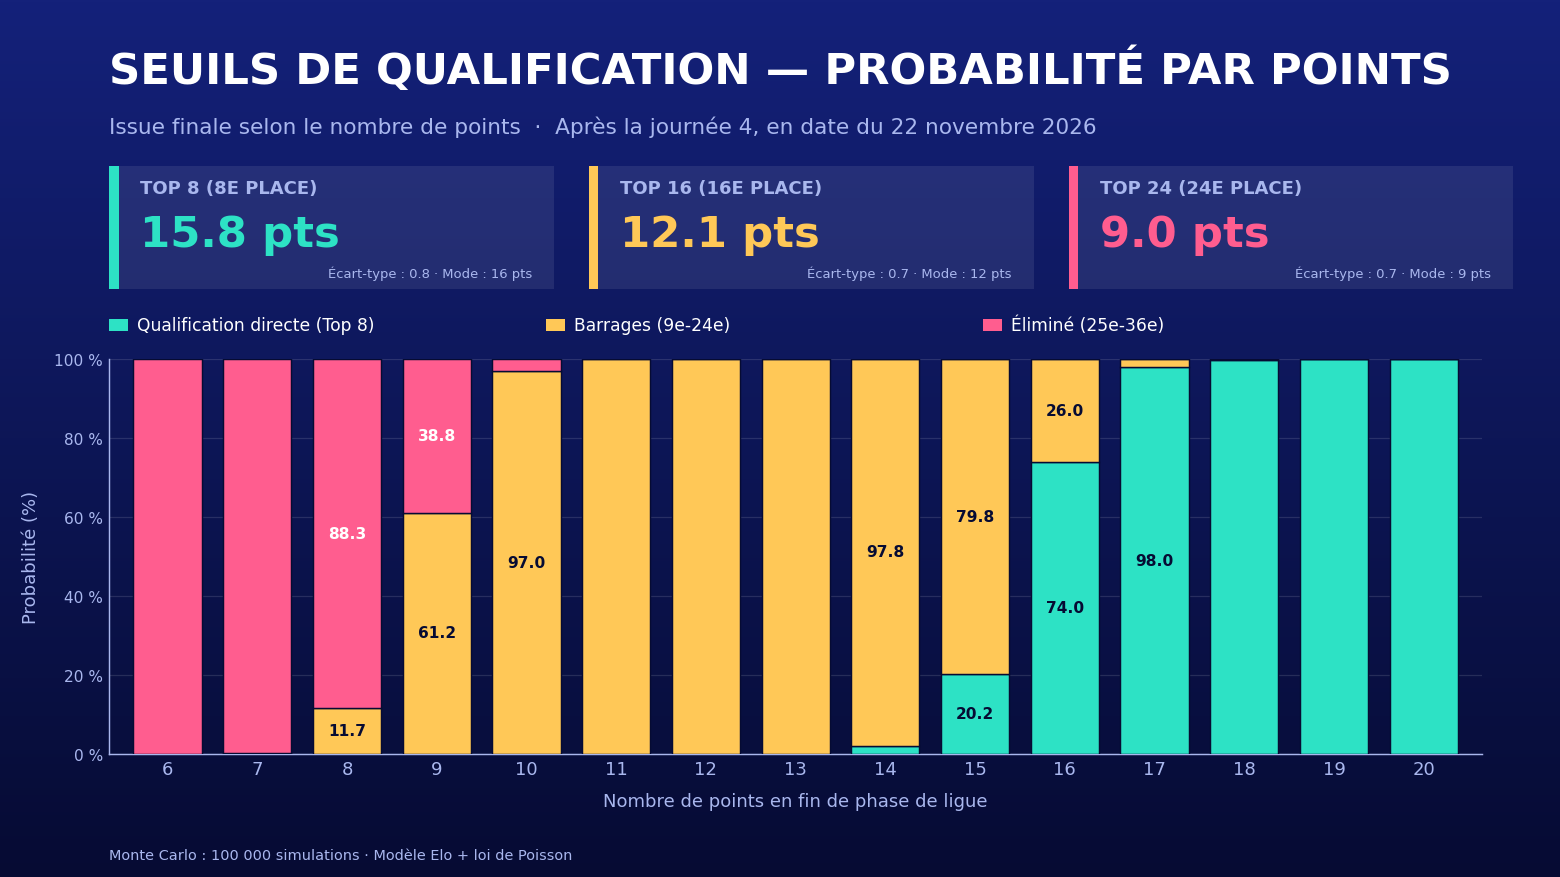 SEUILS DE QUALIFICATION — PROBABILITÉ PAR POINTS
Issue finale selon le nombre de points · Après la journée 4, en date du 22 novembre 2026
TOP 8 (8E PLACE)
15.8 pts
Écart-type : 0.8 · Mode : 16 pts
TOP 16 (16E PLACE)
12.1 pts
Écart-type : 0.7 · Mode : 12 pts
TOP 24 (24E PLACE)
9.0 pts
Écart-type : 0.7 · Mode : 9 pts
Qualification directe (Top 8)
Barrages (9e-24e)
Éliminé (25e-36e)
Probabilité (%)
100 %
80 %
60 %
40 %
20 %
0 %
88.3
11.7
38.8
61.2
97.0
97.8
79.8
20.2
26.0
74.0
98.0
6 7 8 9 10 11 12 13 14 15 16 17 18 19 20
Nombre de points en fin de phase de ligue
Monte Carlo : 100 000 simulations · Modèle Elo + loi de Poisson